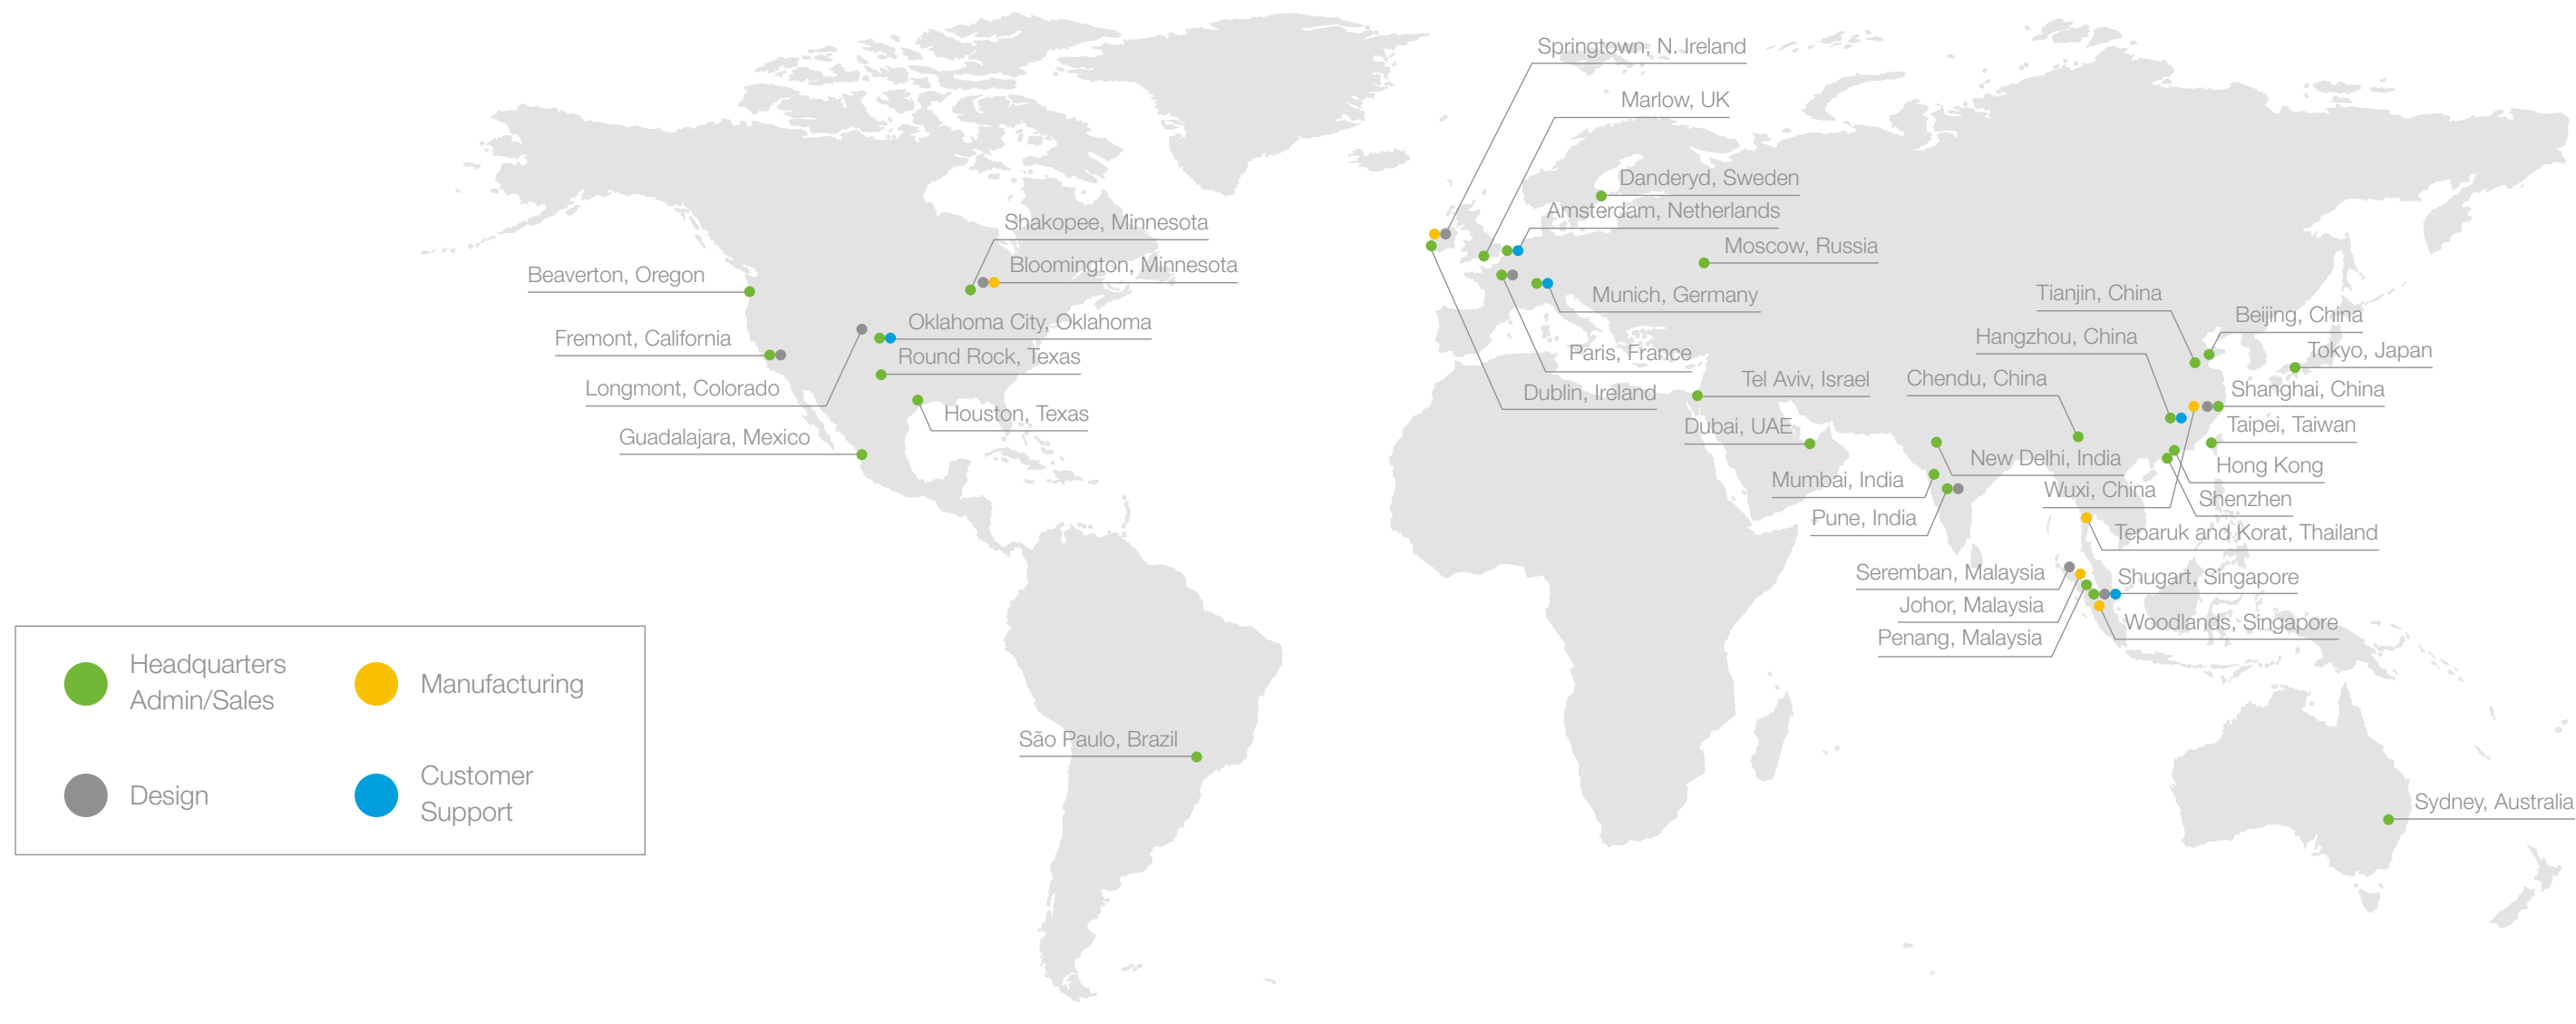 Springtown, N. Ireland
Marlow, UK
Danderyd, Sweden
Amsterdam, Netherlands
Moscow, Russia
Munich, Germany
Paris, France
Dublin, Ireland
Tel Aviv, Israel
Dubai, UAE
Shakopee, Minnesota
Bloomington, Minnesota
Beaverton, Oregon
Oklahoma City, Oklahoma
Fremont, California
Round Rock, Texas
Longmont, Colorado
Houston, Texas
Guadalajara, Mexico
São Paulo, Brazil
Tianjin, China
Beijing, China
Hangzhou, China
Tokyo, Japan
Chendu, China
Shanghai, China
Taipei, Taiwan
New Delhi, India
Hong Kong
Mumbai, India
Wuxi, China
Shenzhen
Pune, India
Teparuk and Korat, Thailand
Seremban, Malaysia
Shugart, Singapore
Johor, Malaysia
Woodlands, Singapore
Penang, Malaysia
Sydney, Australia
Headquarters
Admin/Sales
Manufacturing
Design
Customer
Support